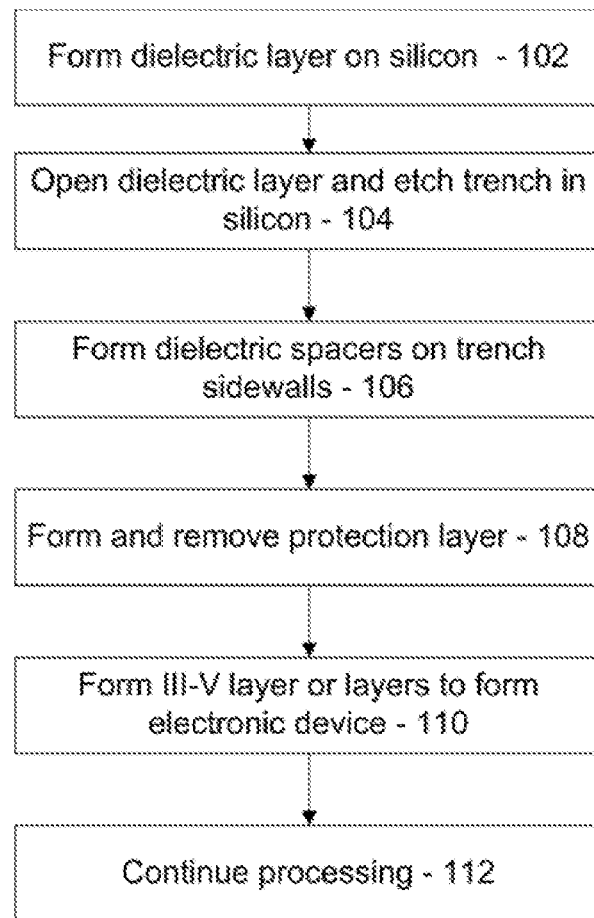 Form dielectric layer on silicon - 102
Open dielectric layer and etch trench in
silicon - 104
Form dielectric spacers on trench
sidewalls - 106
Form and remove protection layer - 108
Form III-V layer or layers to form
electronic device - 110
Continue processing - 112